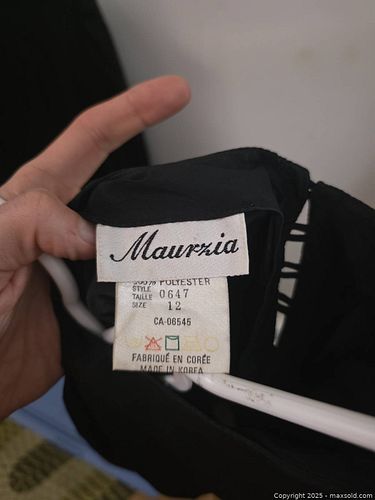 Maurzia
100% POLYESTER
STYLE
TAILLE 0647
SIZE 12
CA-06545
FABRIQUÉ EN CORÉE
MADE IN KOREA
Copyright © 2025 - maxsold.com